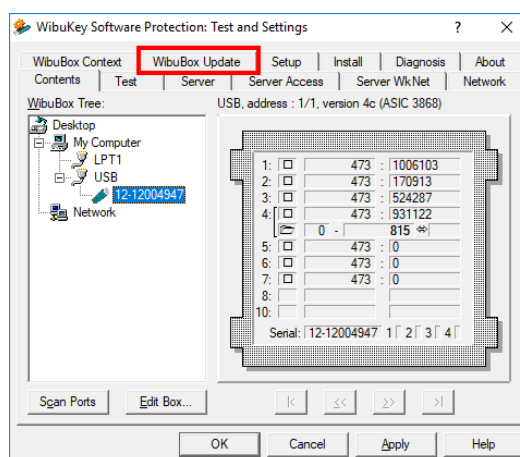 WibuKey Software Protection: Test and Settings ? X
WibuBox Context WibuBox Update Setup Install Diagnosis About
Contents Test Server Server Access Server WkNet Network
WibuBox Tree: USB, address : 1/1, version 4c (ASIC 3868)
Desktop
My Computer
LPT1
USB
12-12004947
Network
1: 473 : 1006103
2: 473 : 170913
3: 473 : 524287
4: 473 : 931122
0 - 815
5: 473 : 0
6: 473 : 0
7: 473 : 0
8:
10:
Serial: 12-12004947 1 2 3 4
Scan Ports Edit Box... |< << >> >|
OK Cancel Apply Help